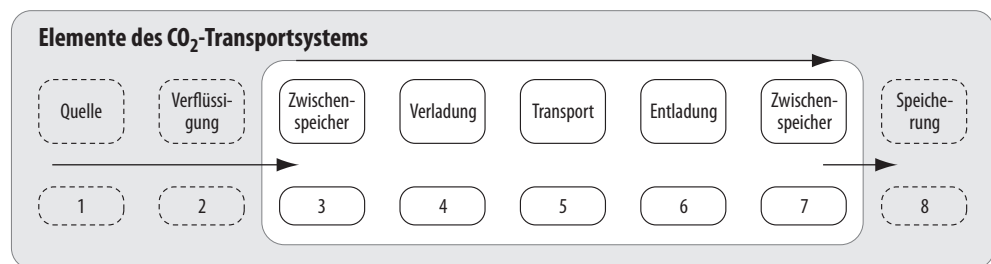 Elemente des CO₂-Transportsystems
Quelle
Verflüssi-
gung
Zwischen-
speicher
Verladung
Transport
Entladung
Zwischen-
speicher
Speiche-
rung
1
2
3
4
5
6
7
8